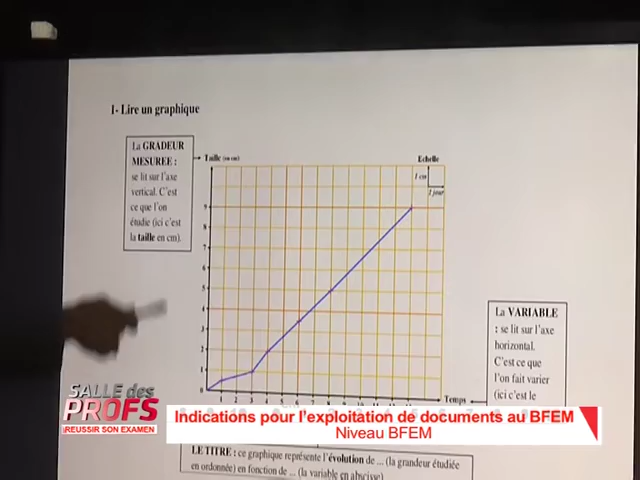 I- Lire un graphique
La GRADEUR
MESUREE :
se lit sur l'axe
vertical. C'est
ce que l'on
étudie (ici c'est
la taille en cm).
Taille (en cm)
Echelle
1 cm
1 jour
9
8
7
6
5
4
3
2
1
0
1 2 3 4 5 6 7 8 9 10 11 12
Temps
La VARIABLE
: se lit sur l'axe
horizontal.
C'est ce que
l'on fait varier
(ici c'est le
SALLE des
PROFS
REUSSIR SON EXAMEN
Indications pour l'exploitation de documents au BFEM
Niveau BFEM
LE TITRE : ce graphique représente l'évolution de ... (la grandeur étudiée
en ordonnée) en fonction de ... (la variable en abscisse)